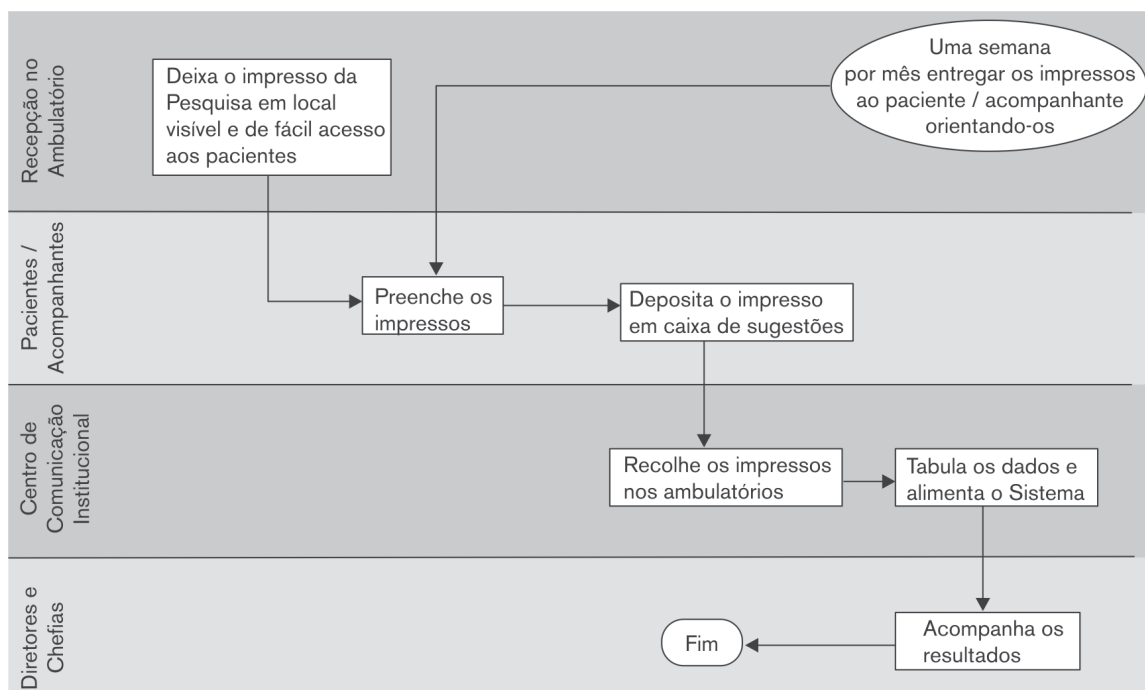 Recepção no
Ambulatório
Deixa o impresso da
Pesquisa em local
visível e de fácil acesso
aos pacientes
Uma semana
por mês entregar os impressos
ao paciente / acompanhante
orientando-os
Pacientes /
Acompanhantes
Preenche os
impressos
Deposita o impresso
em caixa de sugestões
Centro de
Comunicação
Institucional
Recolhe os impressos
nos ambulatórios
Tabula os dados e
alimenta o Sistema
Diretores e
Chefias
Fim
Acompanha os
resultados